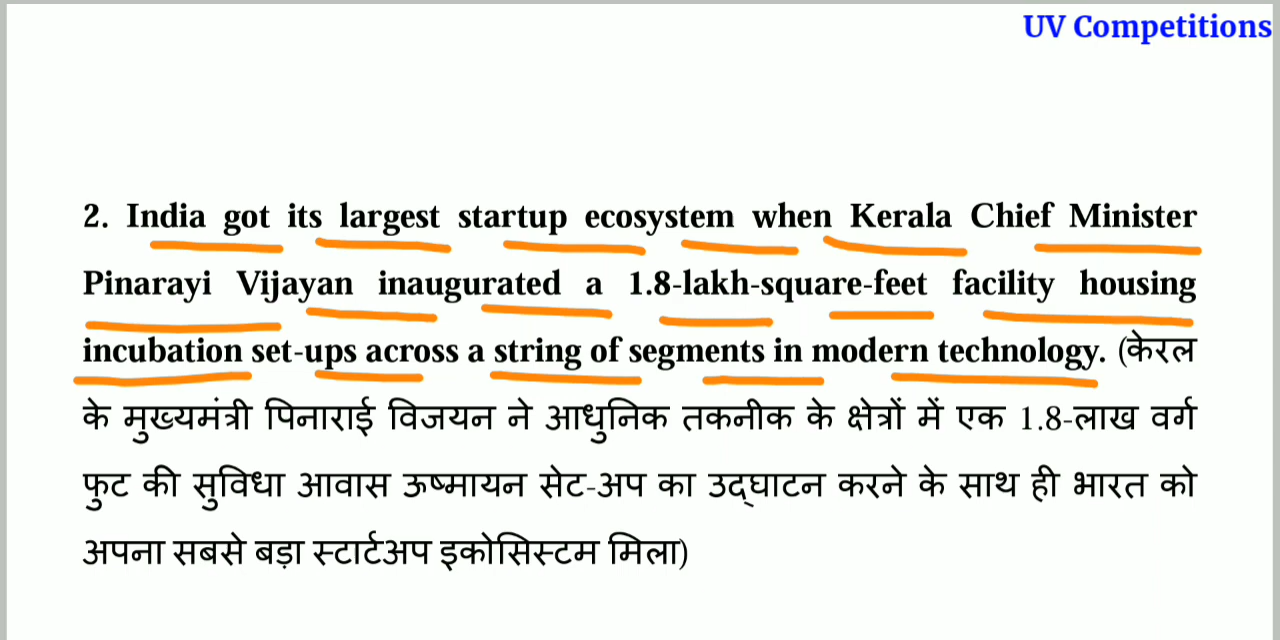 UV Competitions
2. India got its largest startup ecosystem when Kerala Chief Minister
Pinarayi Vijayan inaugurated a 1.8-lakh-square-feet facility housing
incubation set-ups across a string of segments in modern technology. (केरल
के मुख्यमंत्री पिनाराई विजयन ने आधुनिक तकनीक के क्षेत्रों में एक 1.8-लाख वर्ग
फुट की सुविधा आवास ऊष्मायन सेट-अप का उद्घाटन करने के साथ ही भारत को
अपना सबसे बड़ा स्टार्टअप इकोसिस्टम मिला)